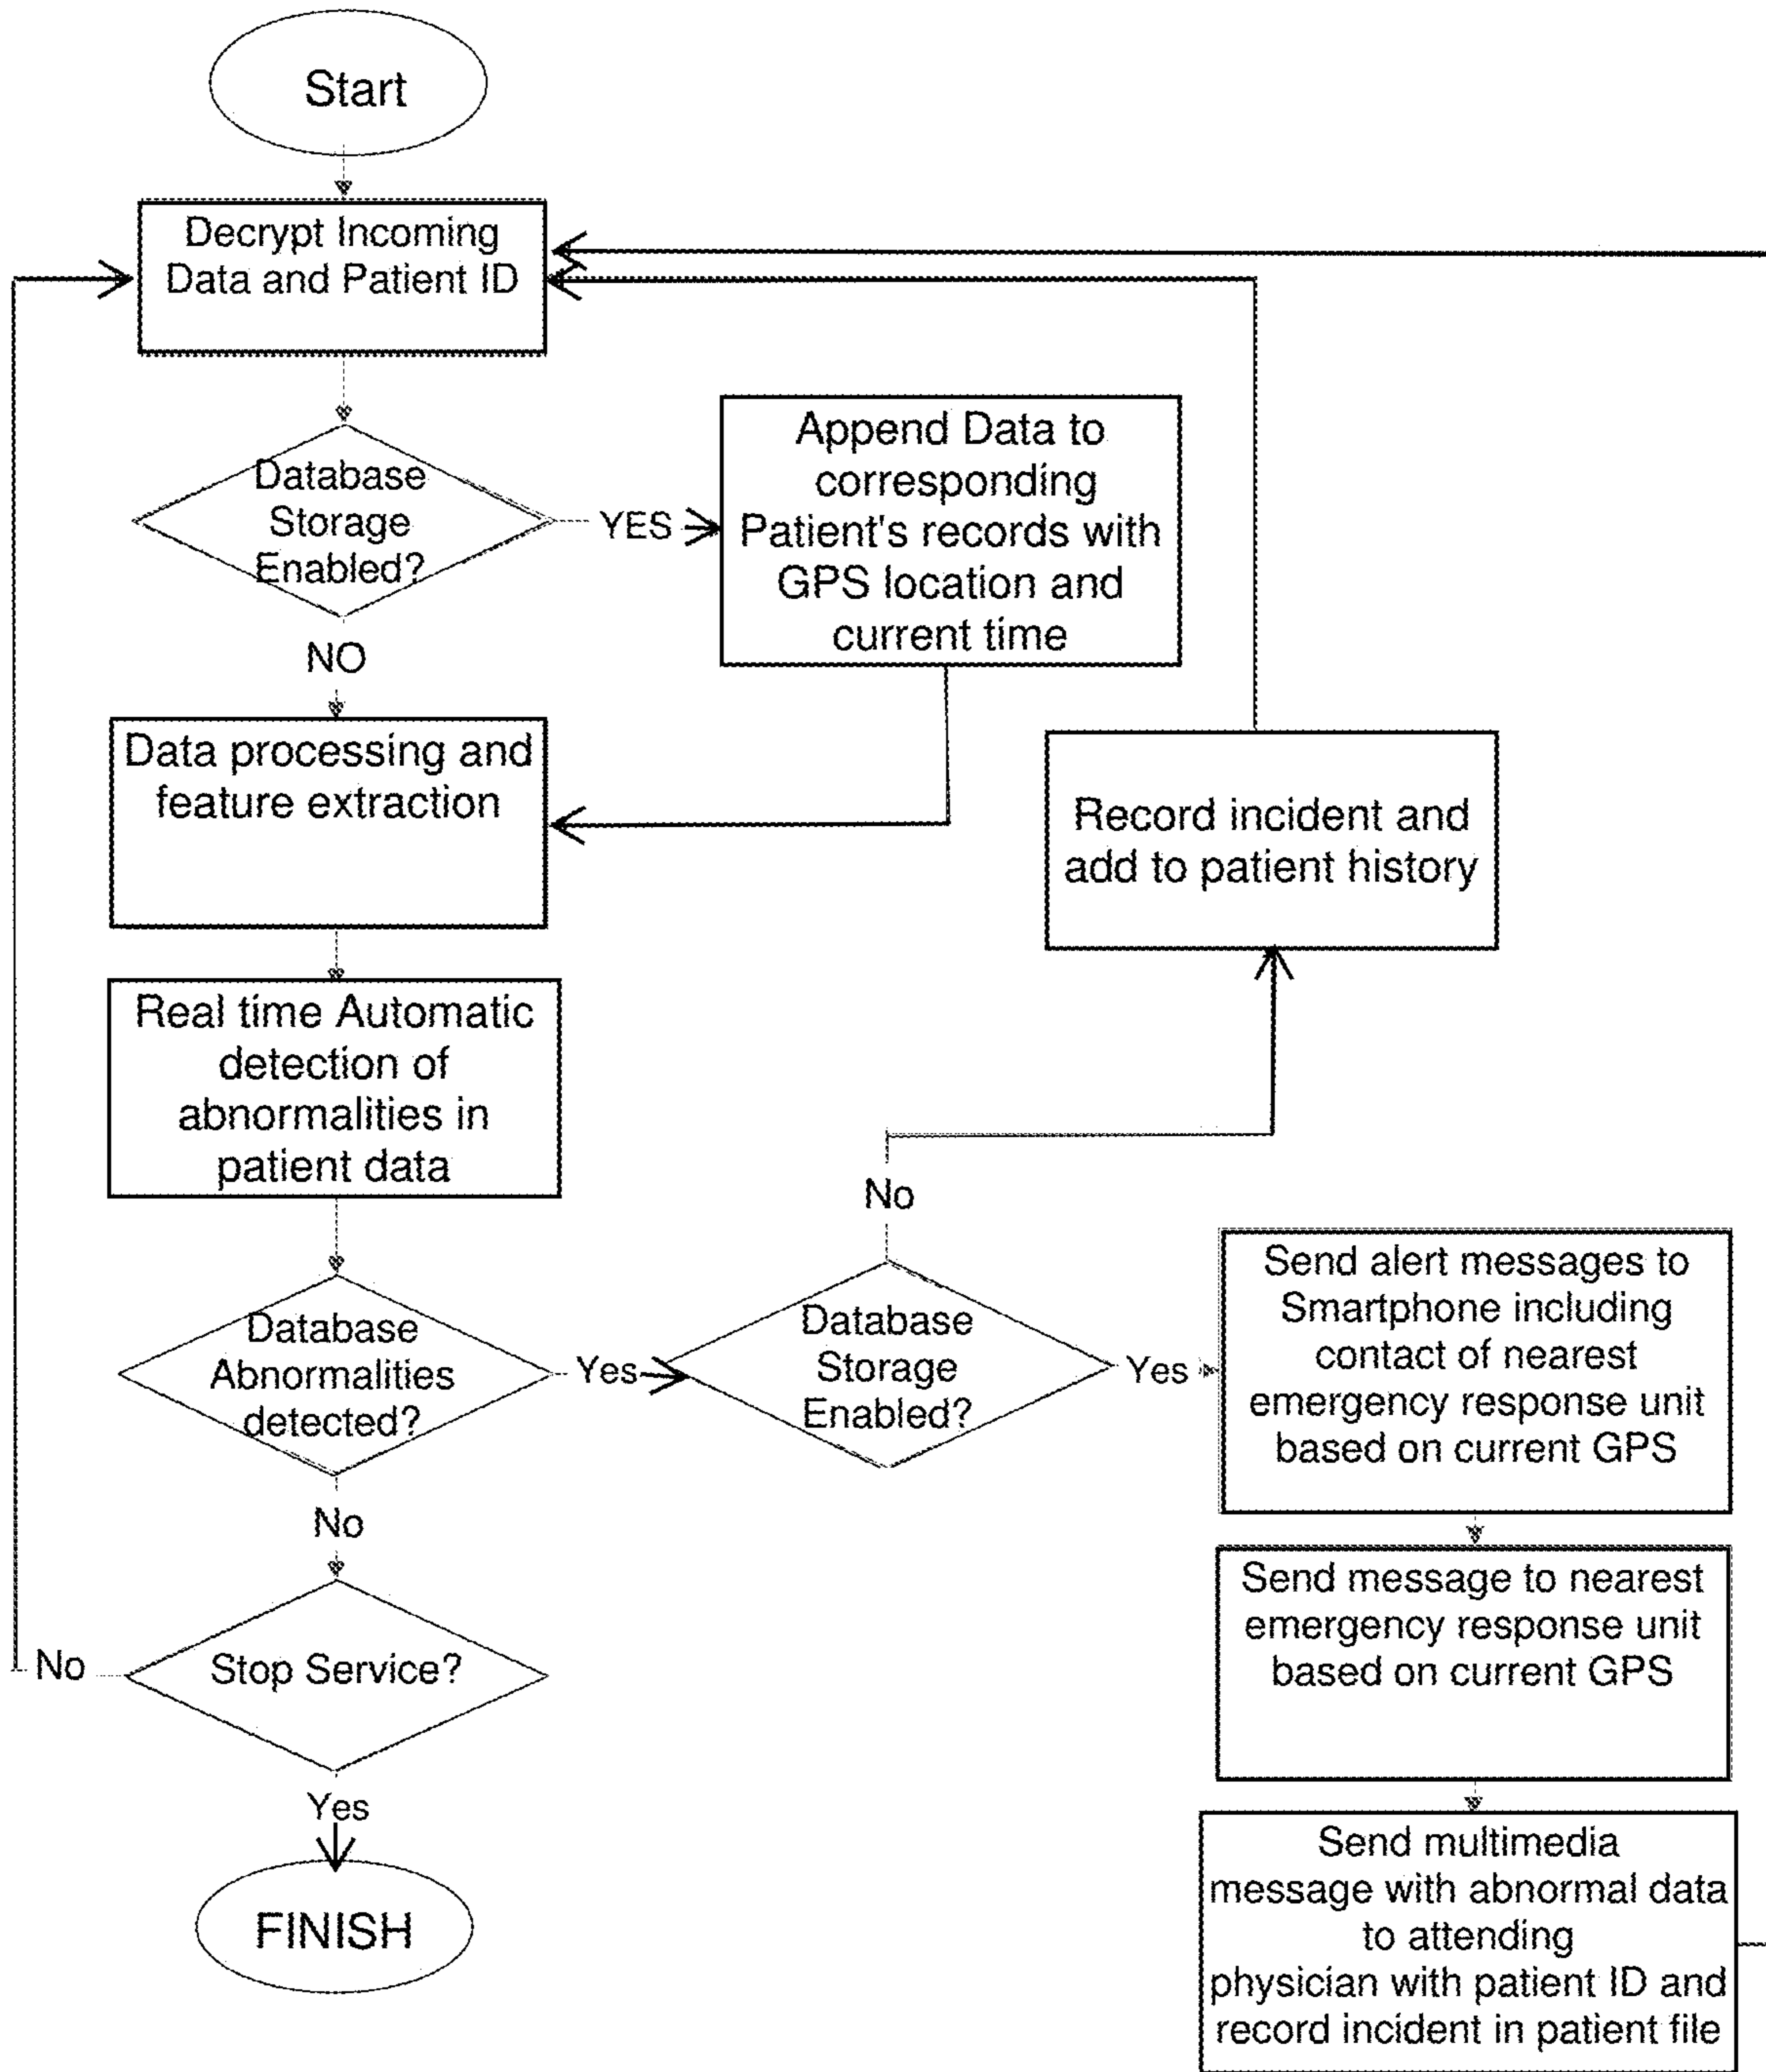 Start
Decrypt Incoming
Data and Patient ID
Database
Storage
Enabled?
YES
Append Data to
corresponding
Patient's records with
GPS location and
current time
NO
Data processing and
feature extraction
Record incident and
add to patient history
Real time Automatic
detection of
abnormalities in
patient data
No
Database
Abnormalities
detected?
Yes
Database
Storage
Enabled?
Yes
Send alert messages to
Smartphone including
contact of nearest
emergency response unit
based on current GPS
No
Send message to nearest
emergency response unit
based on current GPS
No
Stop Service?
Yes
FINISH
Send multimedia
message with abnormal data
to attending
physician with patient ID and
record incident in patient file